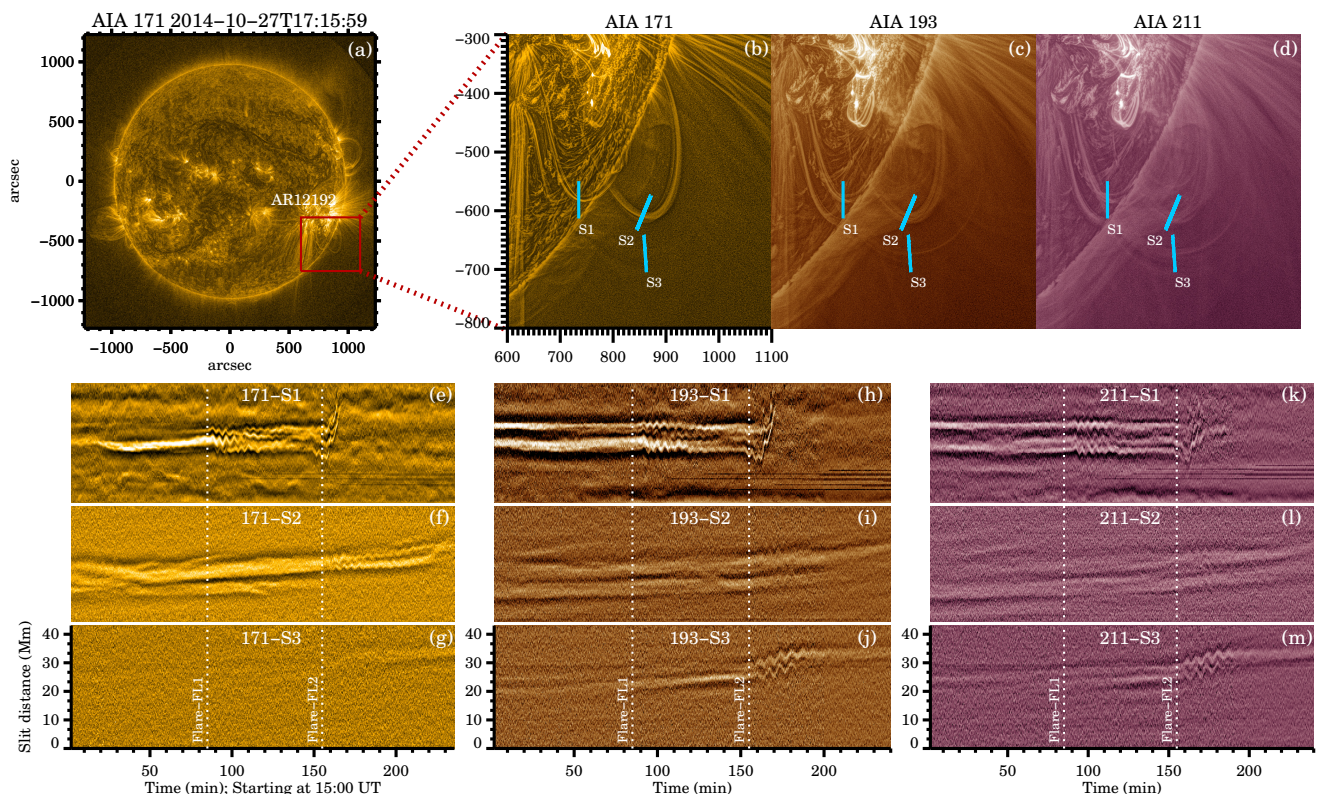 AIA 171 2014−10−27T17:15:59
AIA 171
AIA 193
AIA 211
(a)
(b)
(c)
(d)
1000
500
0
−500
−1000
arcsec
−1000 −500 0 500 1000
arcsec
AR12192
−300
−400
−500
−600
−700
−800
600 700 800 900 1000 1100
S1
S2
S3
S1
S2
S3
S1
S2
S3
171−S1
(e)
193−S1
(h)
211−S1
(k)
171−S2
(f)
193−S2
(i)
211−S2
(l)
171−S3
(g)
193−S3
(j)
211−S3
(m)
Flare−FL1
Flare−FL2
Flare−FL1
Flare−FL2
Flare−FL1
Flare−FL2
Slit distance (Mm)
40
30
20
10
0
40
30
20
10
0
40
30
20
10
0
50 100 150 200
Time (min); Starting at 15:00 UT
50 100 150 200
Time (min)
50 100 150 200
Time (min)